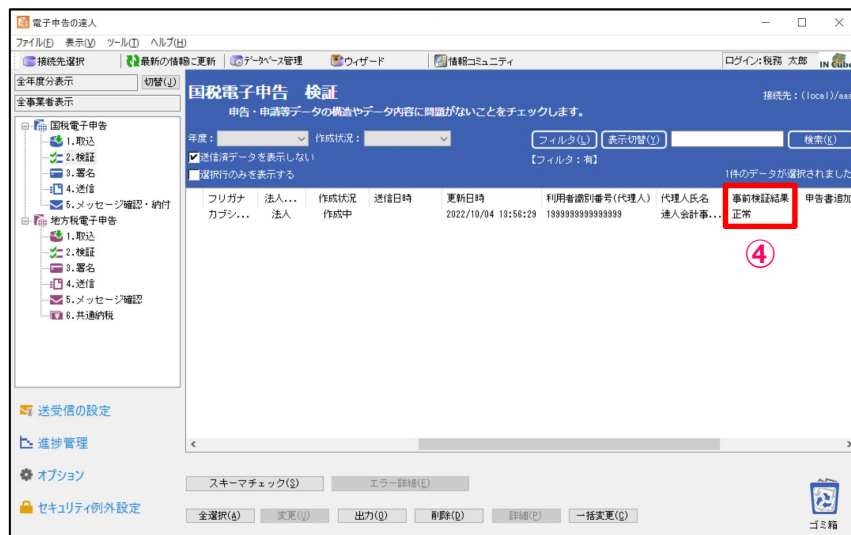 電子申告の達人
ファイル(F) 表示(V) ツール(T) ヘルプ(H)
接続先選択 最新の情報に更新 データベース管理 ウィザード 情報コミュニティ ログイン:税務 太郎 IN Cube
全年度分表示 切替(J)
全事業者表示
国税電子申告
1.取込
2.検証
3.署名
4.送信
5.メッセージ確認・納付
地方税電子申告
1.取込
2.検証
3.署名
4.送信
5.メッセージ確認
6.共通納税
送受信の設定
進捗管理
オプション
セキュリティ例外設定
国税電子申告 検証
接続先:(local)/aaa
申告・申請等データの構造やデータ内容に問題がないことをチェックします。
年度: 作成状況: フィルタ(L) 表示切替(Y) 検索(K)
送信済データを表示しない 【フィルタ:有】
選択行のみを表示する 1件のデータが選択されました
フリガナ 法人... 作成状況 送信日時 更新日時 利用者識別番号(代理人) 代理人氏名 事前検証結果 申告書追加
カブシ... 法人 作成中 2022/10/04 13:56:29 1999999999999999 達人会計事... 正常
④
スキーマチェック(S) エラー詳細(E)
全選択(A) 変更(U) 出力(O) 削除(D) 詳細(P) 一括変更(C)
ゴミ箱